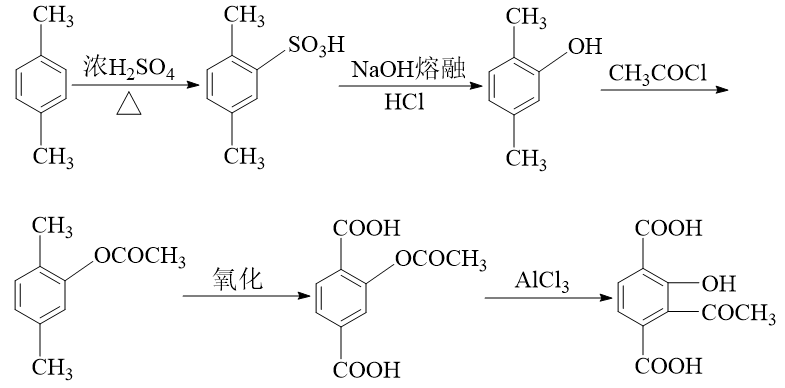 CH₃
CH₃
浓H₂SO₄
△
CH₃
SO₃H
CH₃
NaOH熔融
HCl
CH₃
OH
CH₃
CH₃COCl
CH₃
OCOCH₃
CH₃
氧化
COOH
OCOCH₃
COOH
AlCl₃
COOH
OH
COCH₃
COOH